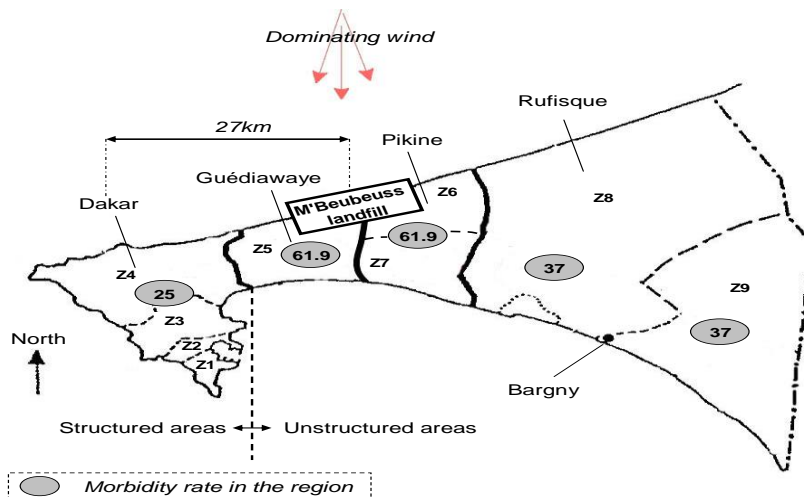 Dominating wind
27km
Rufisque
Pikine
Guédiawaye
Dakar
M'Beubeuss
landfill
Z6
Z8
Z5
61.9
61.9
Z7
Z4
37
25
Z9
Z3
37
North
Z2
Z1
Bargny
Structured areas
Unstructured areas
Morbidity rate in the region